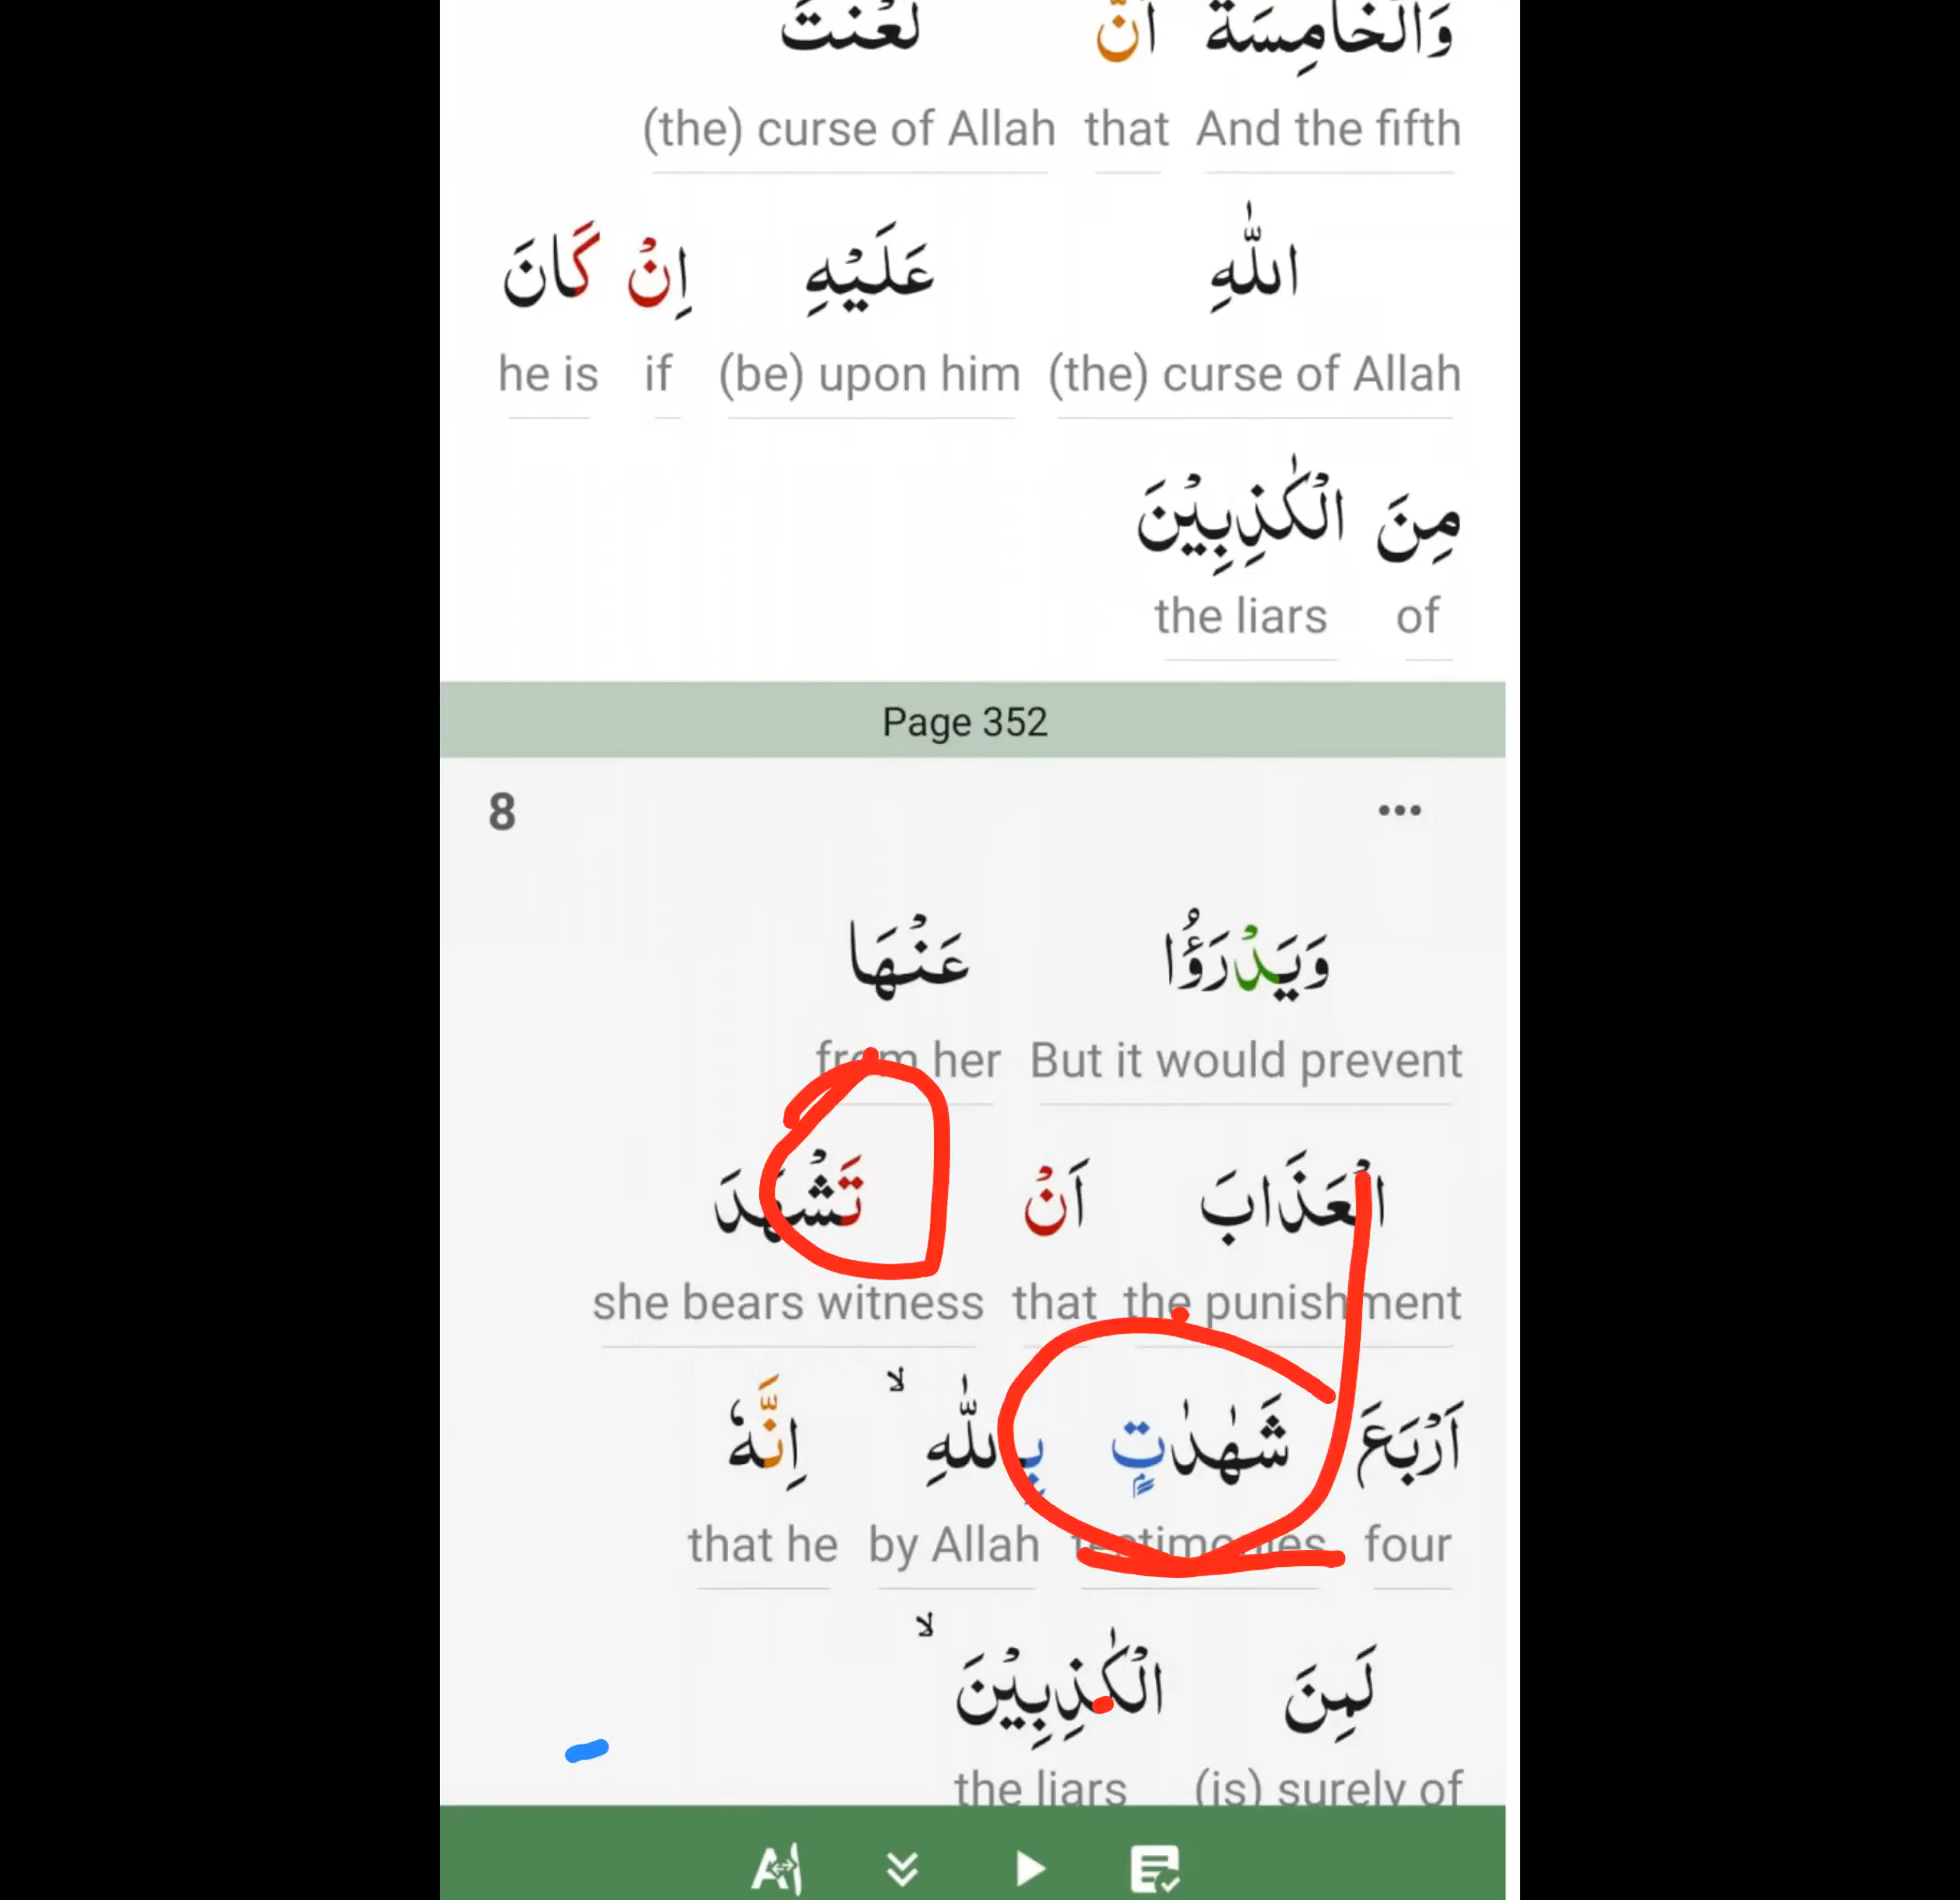 وَالْخَامِسَةُ اَنَّ لَعْنَتَ
And the fifth that (the) curse of Allah
اللّٰهِ عَلَيْهِ اِنْ كَانَ
(the) curse of Allah (be) upon him if he is
مِنَ الْكٰذِبِيْنَ
of the liars
Page 352
8
وَيَدْرَؤُا عَنْهَا
But it would prevent from her
الْعَذَابَ اَنْ تَشْهَدَ
the punishment that she bears witness
اَرْبَعَ شَهٰدٰتٍۭ بِاللّٰهِ ۙ اِنَّهٗ
four testimonies by Allah that he
لَمِنَ الْكٰذِبِيْنَ ۙ
(is) surely of the liars